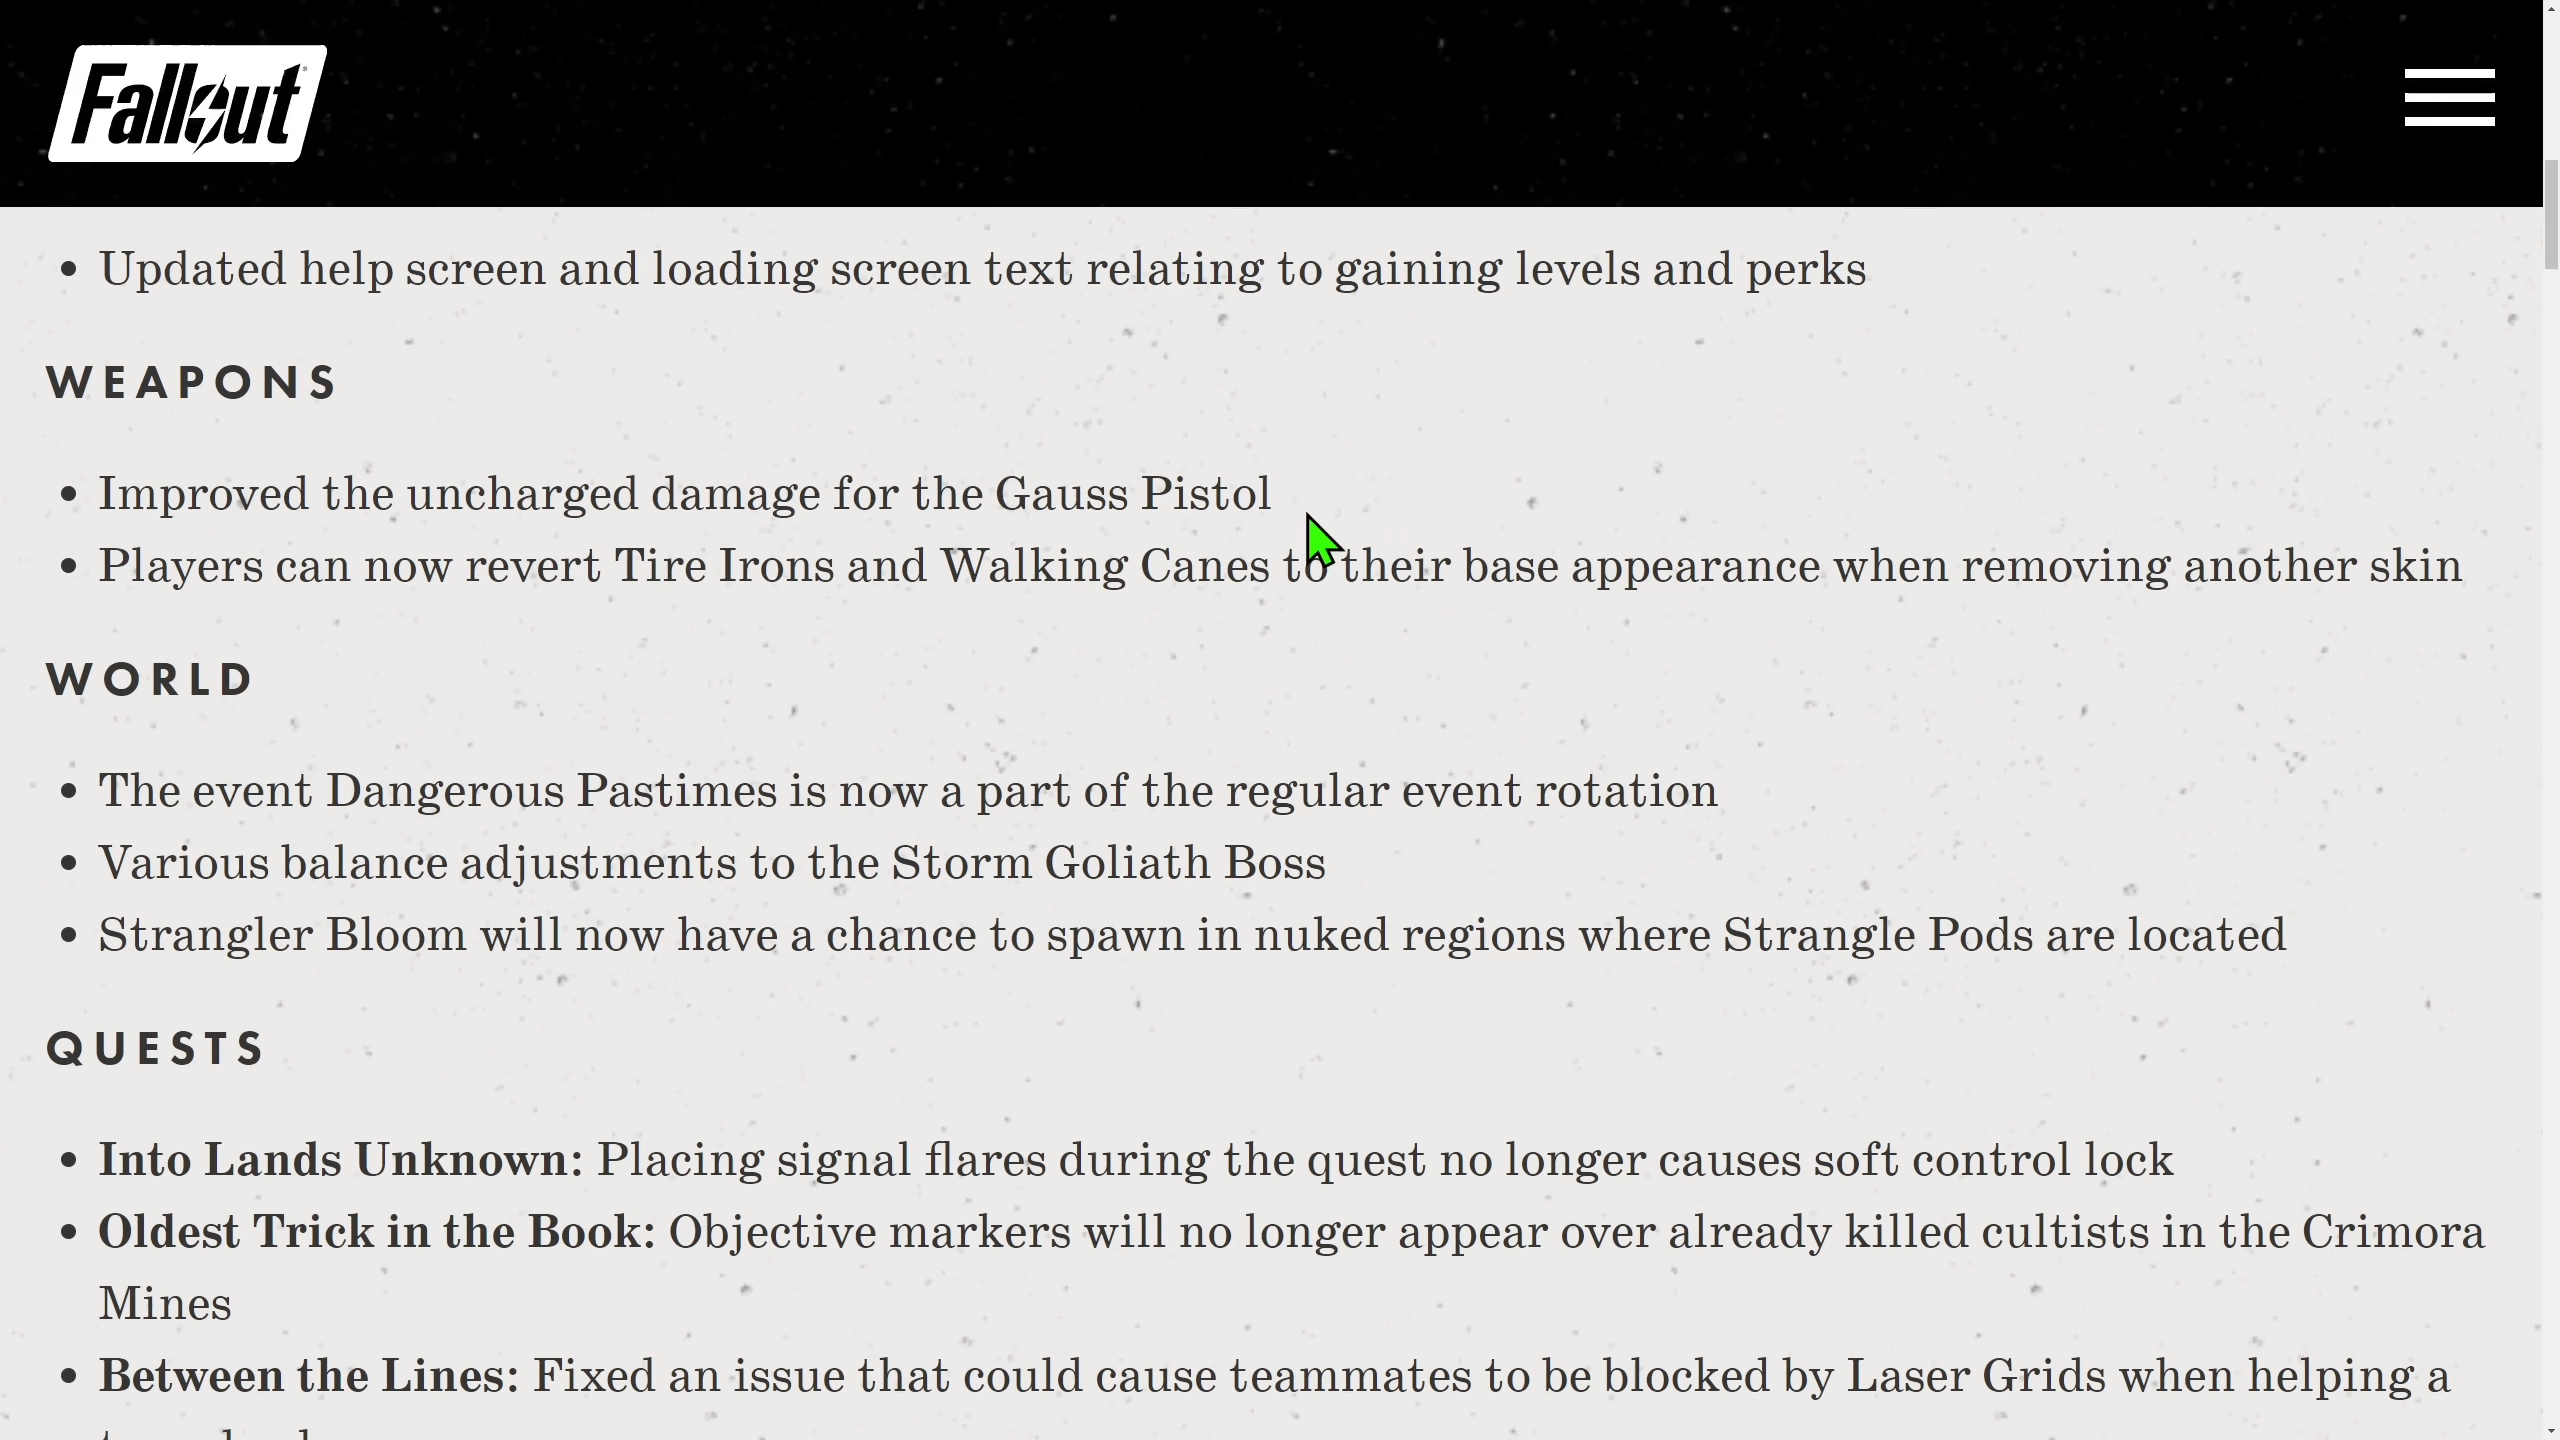 Fallout
Updated help screen and loading screen text relating to gaining levels and perks
WEAPONS
Improved the uncharged damage for the Gauss Pistol
Players can now revert Tire Irons and Walking Canes to their base appearance when removing another skin
WORLD
The event Dangerous Pastimes is now a part of the regular event rotation
Various balance adjustments to the Storm Goliath Boss
Strangler Bloom will now have a chance to spawn in nuked regions where Strangle Pods are located
QUESTS
Into Lands Unknown: Placing signal flares during the quest no longer causes soft control lock
Oldest Trick in the Book: Objective markers will no longer appear over already killed cultists in the Crimora
Mines
Between the Lines: Fixed an issue that could cause teammates to be blocked by Laser Grids when helping a